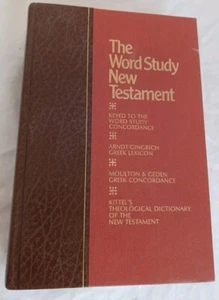 The
Word Study
New
Testament
KEYED TO THE
WORD STUDY
CONCORDANCE
ARNDT-GINGRICH
GREEK LEXICON
MOULTON & GEDEN
GREEK CONCORDANCE
KITTEL'S
THEOLOGICAL DICTIONARY
OF THE
NEW TESTAMENT